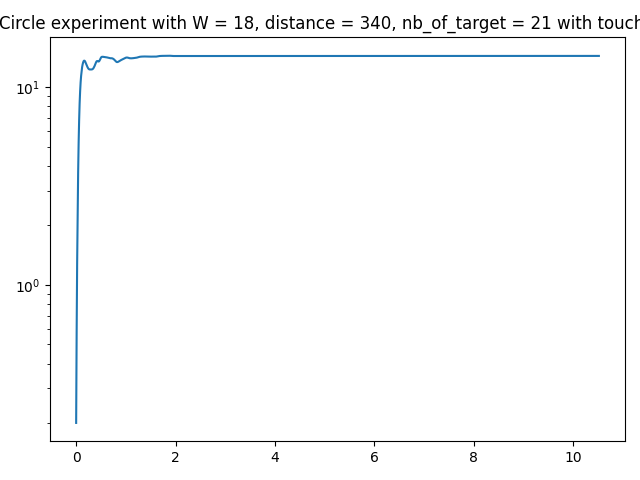 Circle experiment with W = 18, distance = 340, nb_of_target = 21 with touch
10¹
10⁰
0 2 4 6 8 10